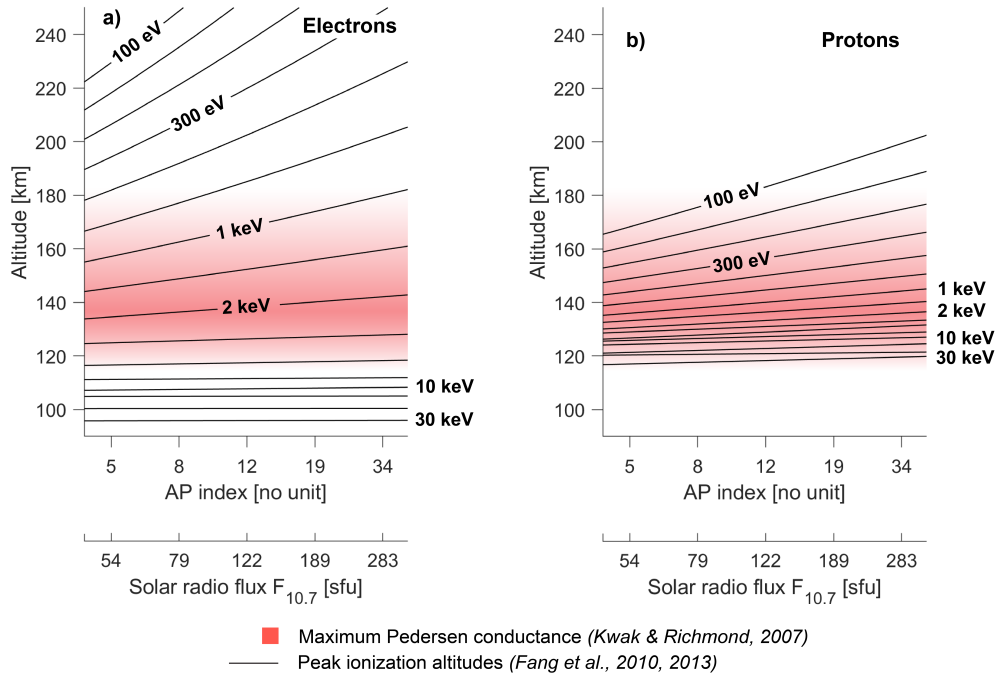 a)
Electrons
240
220
200
180
160
140
120
100
Altitude [km]
100 eV
300 eV
1 keV
2 keV
10 keV
30 keV
5 8 12 19 34
AP index [no unit]
54 79 122 189 283
Solar radio flux F10.7 [sfu]
b)
Protons
240
220
200
180
160
140
120
100
Altitude [km]
100 eV
300 eV
1 keV
2 keV
10 keV
30 keV
5 8 12 19 34
AP index [no unit]
54 79 122 189 283
Solar radio flux F10.7 [sfu]
Maximum Pedersen conductance (Kwak & Richmond, 2007)
Peak ionization altitudes (Fang et al., 2010, 2013)